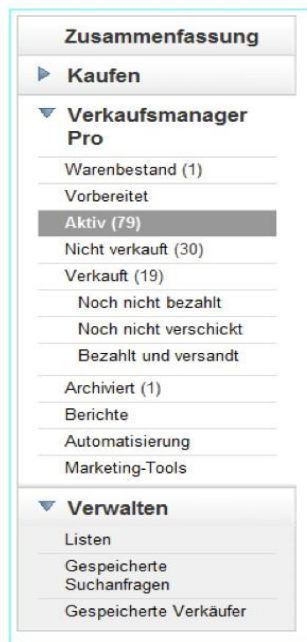 Zusammenfassung
Kaufen
Verkaufsmanager
Pro
Warenbestand (1)
Vorbereitet
Aktiv (79)
Nicht verkauft (30)
Verkauft (19)
Noch nicht bezahlt
Noch nicht verschickt
Bezahlt und versandt
Archiviert (1)
Berichte
Automatisierung
Marketing-Tools
Verwalten
Listen
Gespeicherte
Suchanfragen
Gespeicherte Verkäufer